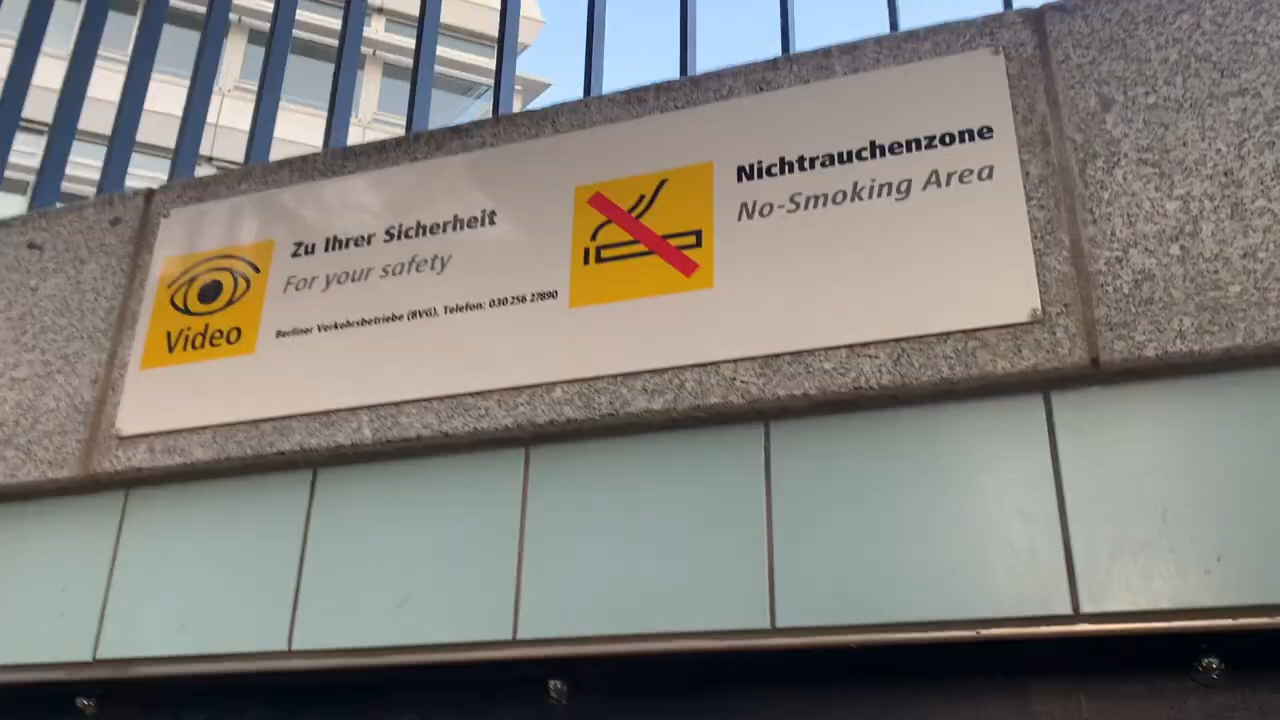 Video
Zu Ihrer Sicherheit
For your safety
Berliner Verkehrsbetriebe (BVG), Telefon: 030 256 27890
Nichtrauchenzone
No-Smoking Area